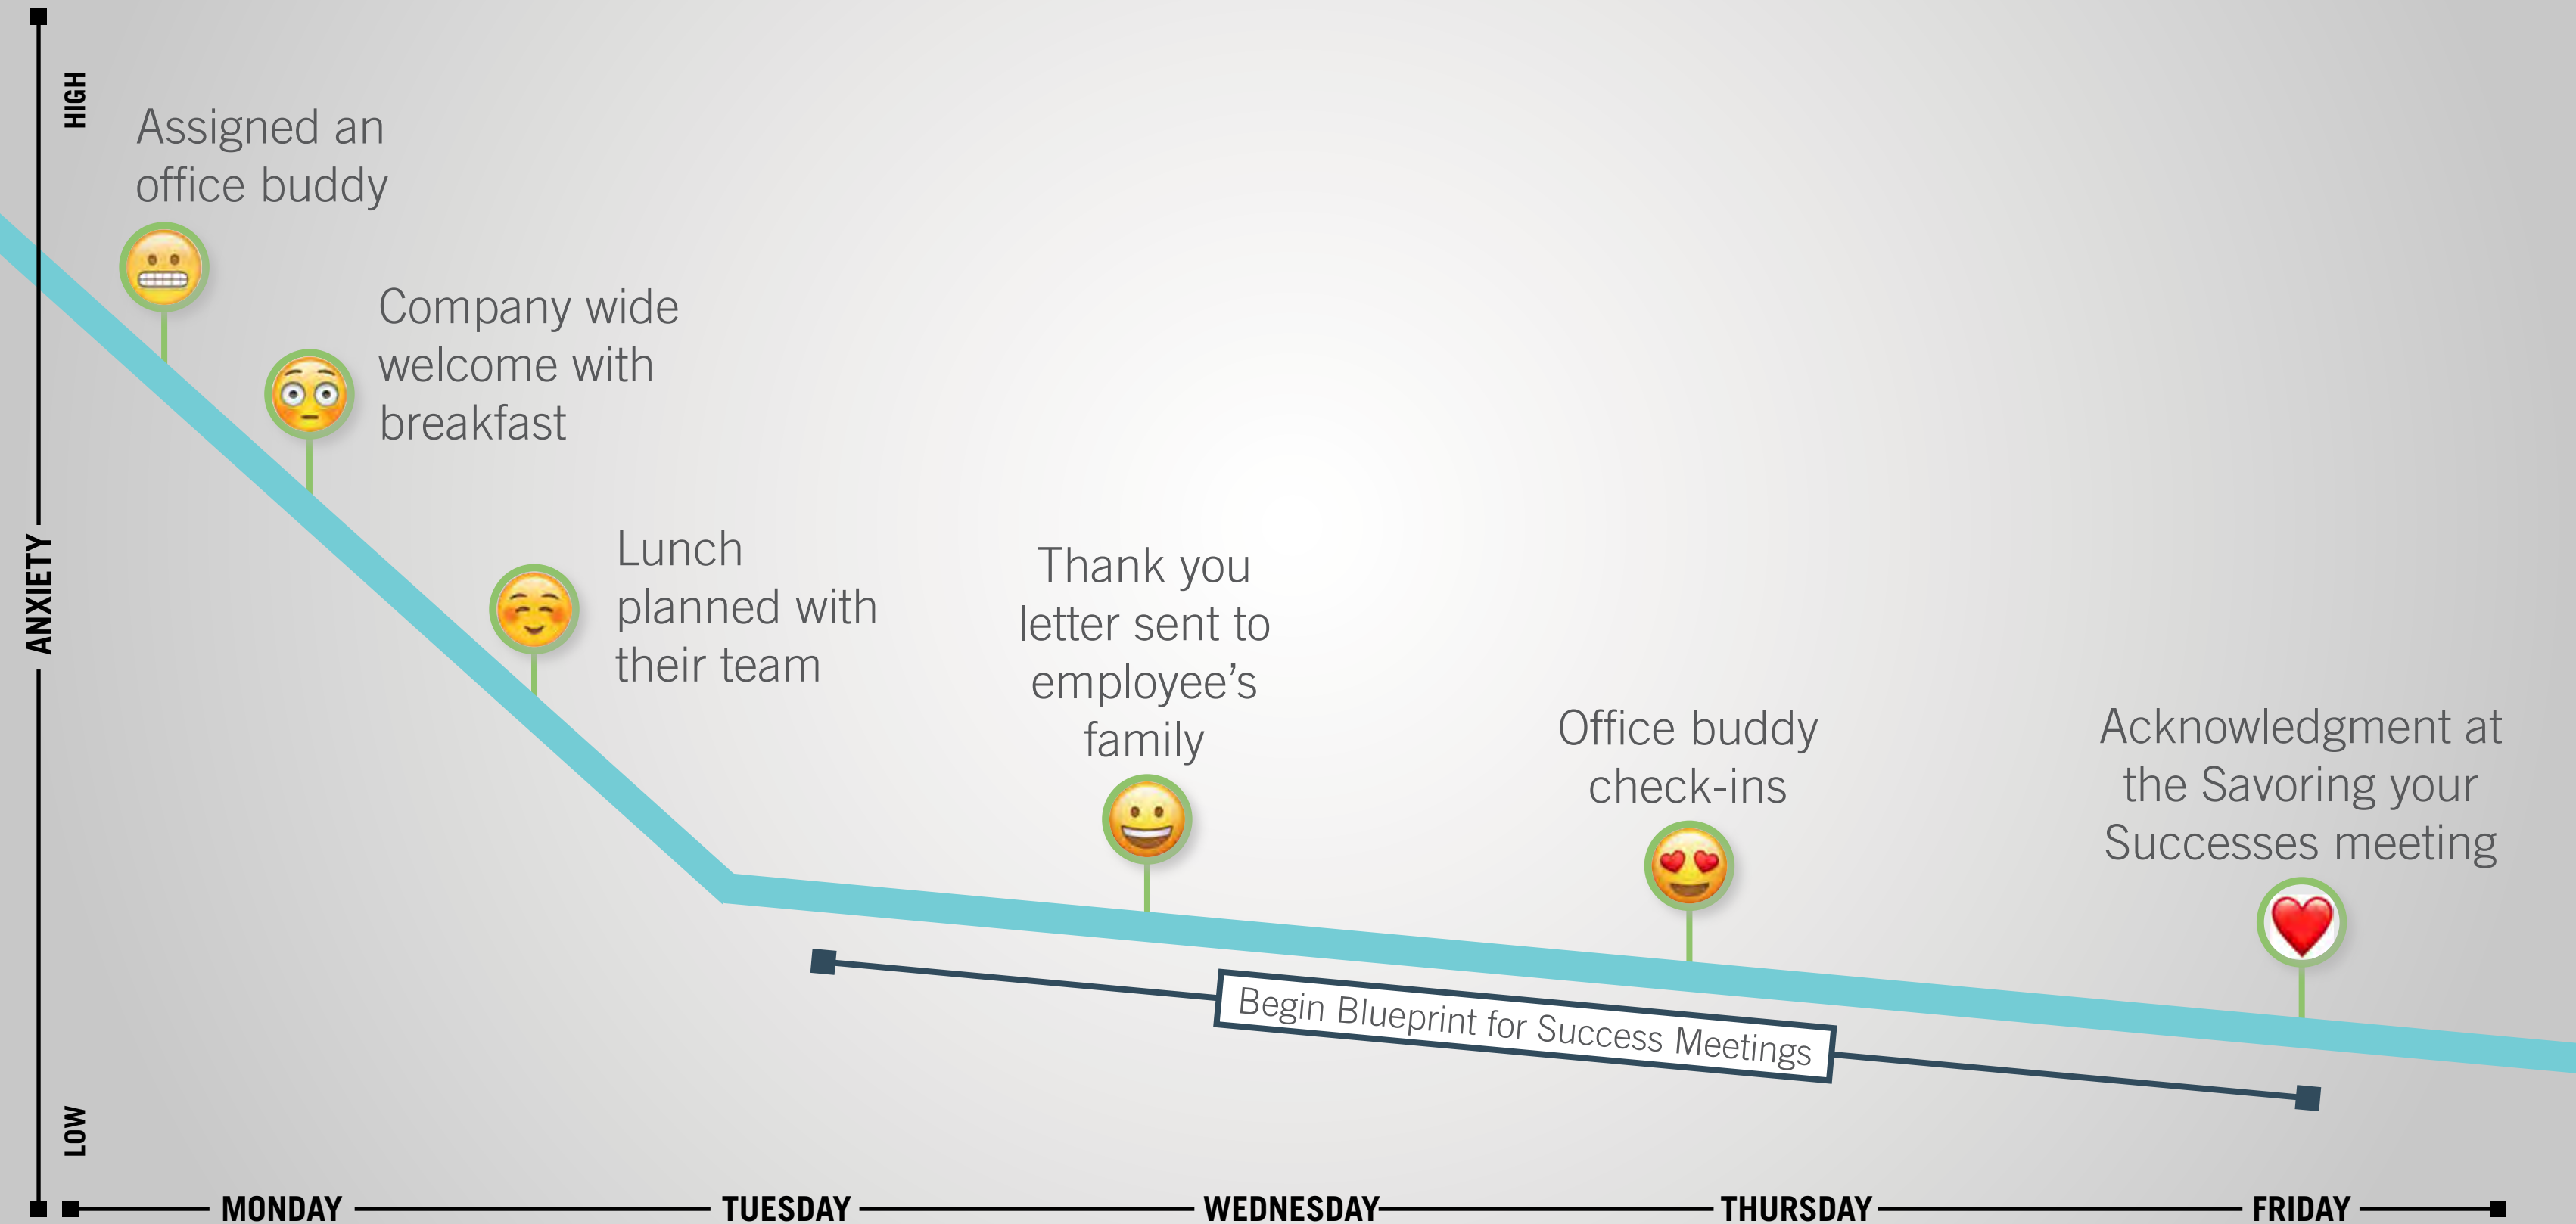 HIGH
Assigned an
office buddy
Company wide
welcome with
breakfast
Lunch
planned with
their team
Thank you
letter sent to
employee’s
family
Office buddy
check-ins
Acknowledgment at
the Savoring your
Successes meeting
Begin Blueprint for Success Meetings
ANXIETY
LOW
MONDAY
TUESDAY
WEDNESDAY
THURSDAY
FRIDAY